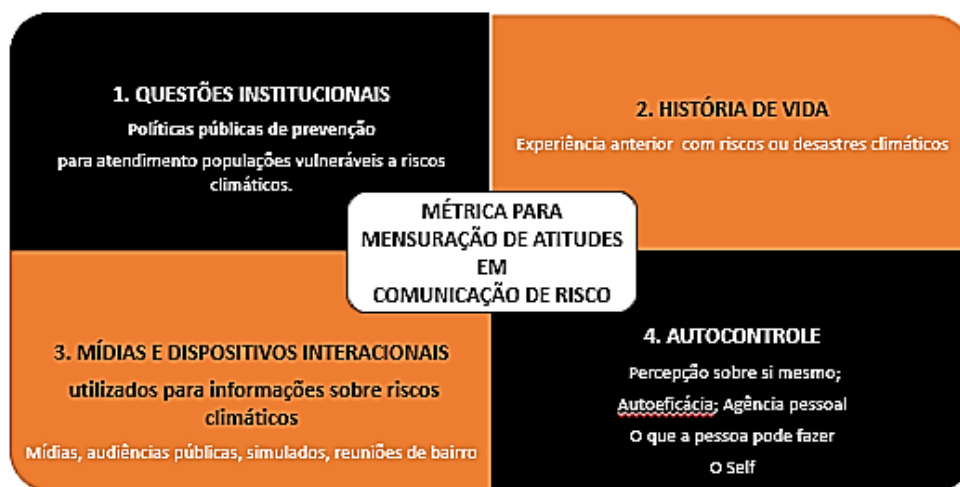 1. QUESTÕES INSTITUCIONAIS
Políticas públicas de prevenção
para atendimento populações vulneráveis a riscos
climáticos.
2. HISTÓRIA DE VIDA
Experiência anterior com riscos ou desastres climáticos
MÉTRICA PARA
MENSURAÇÃO DE ATITUDES
EM
COMUNICAÇÃO DE RISCO
3. MÍDIAS E DISPOSITIVOS INTERACIONAIS
utilizados para informações sobre riscos
climáticos
Mídias, audiências públicas, simulados, reuniões de bairro
4. AUTOCONTROLE
Percepção sobre si mesmo;
Autoeficácia; Agência pessoal
O que a pessoa pode fazer
O Self